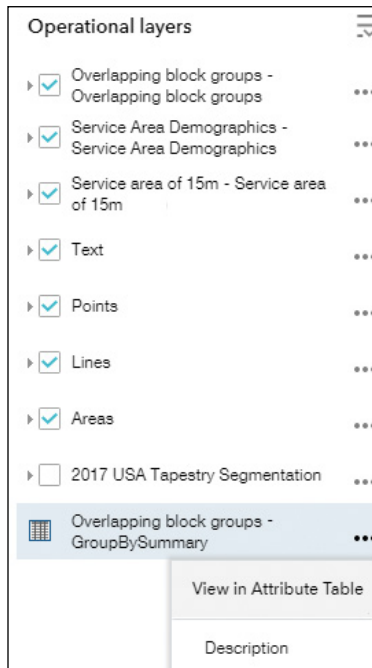 Operational layers
Overlapping block groups -
Overlapping block groups
Service Area Demographics -
Service Area Demographics
Service area of 15m - Service area
of 15m
Text
Points
Lines
Areas
2017 USA Tapestry Segmentation
Overlapping block groups -
GroupBySummary
View in Attribute Table
Description